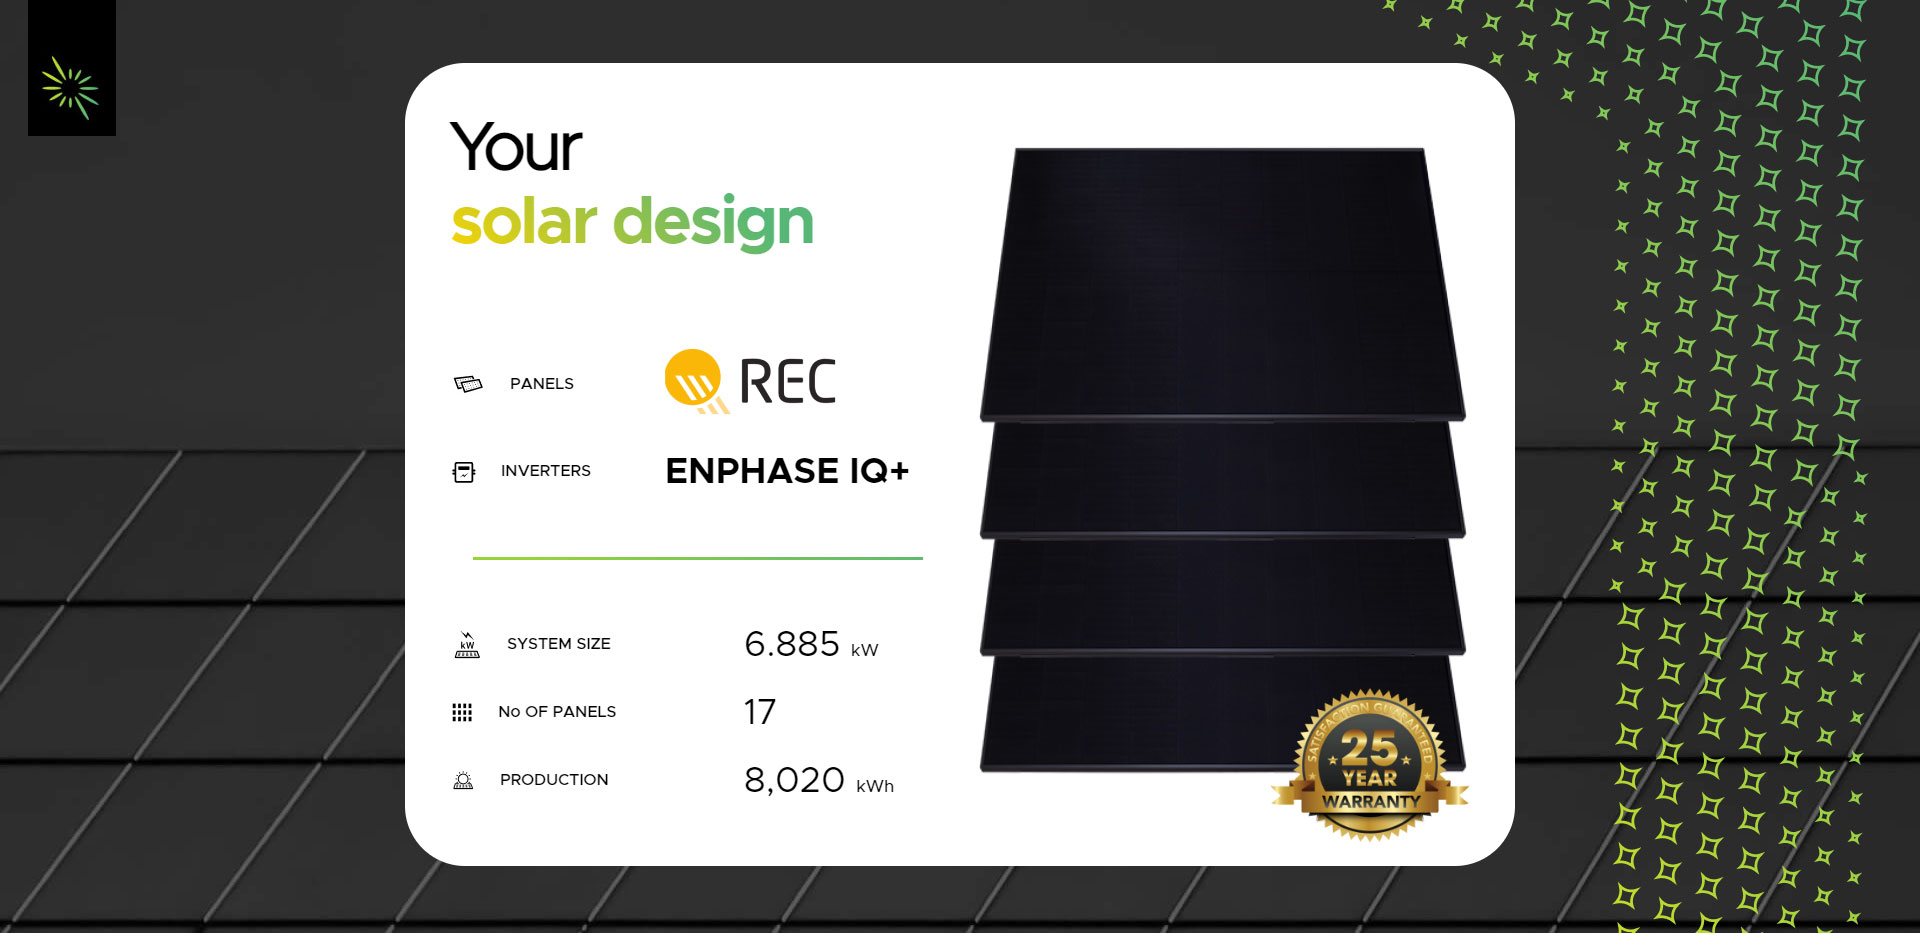 Your
solar design
PANELS
REC
INVERTERS
ENPHASE IQ+
kW
SYSTEM SIZE
6.885 kW
No OF PANELS
17
PRODUCTION
8,020 kWh
SATISFACTION GUARANTEED
25
YEAR
WARRANTY